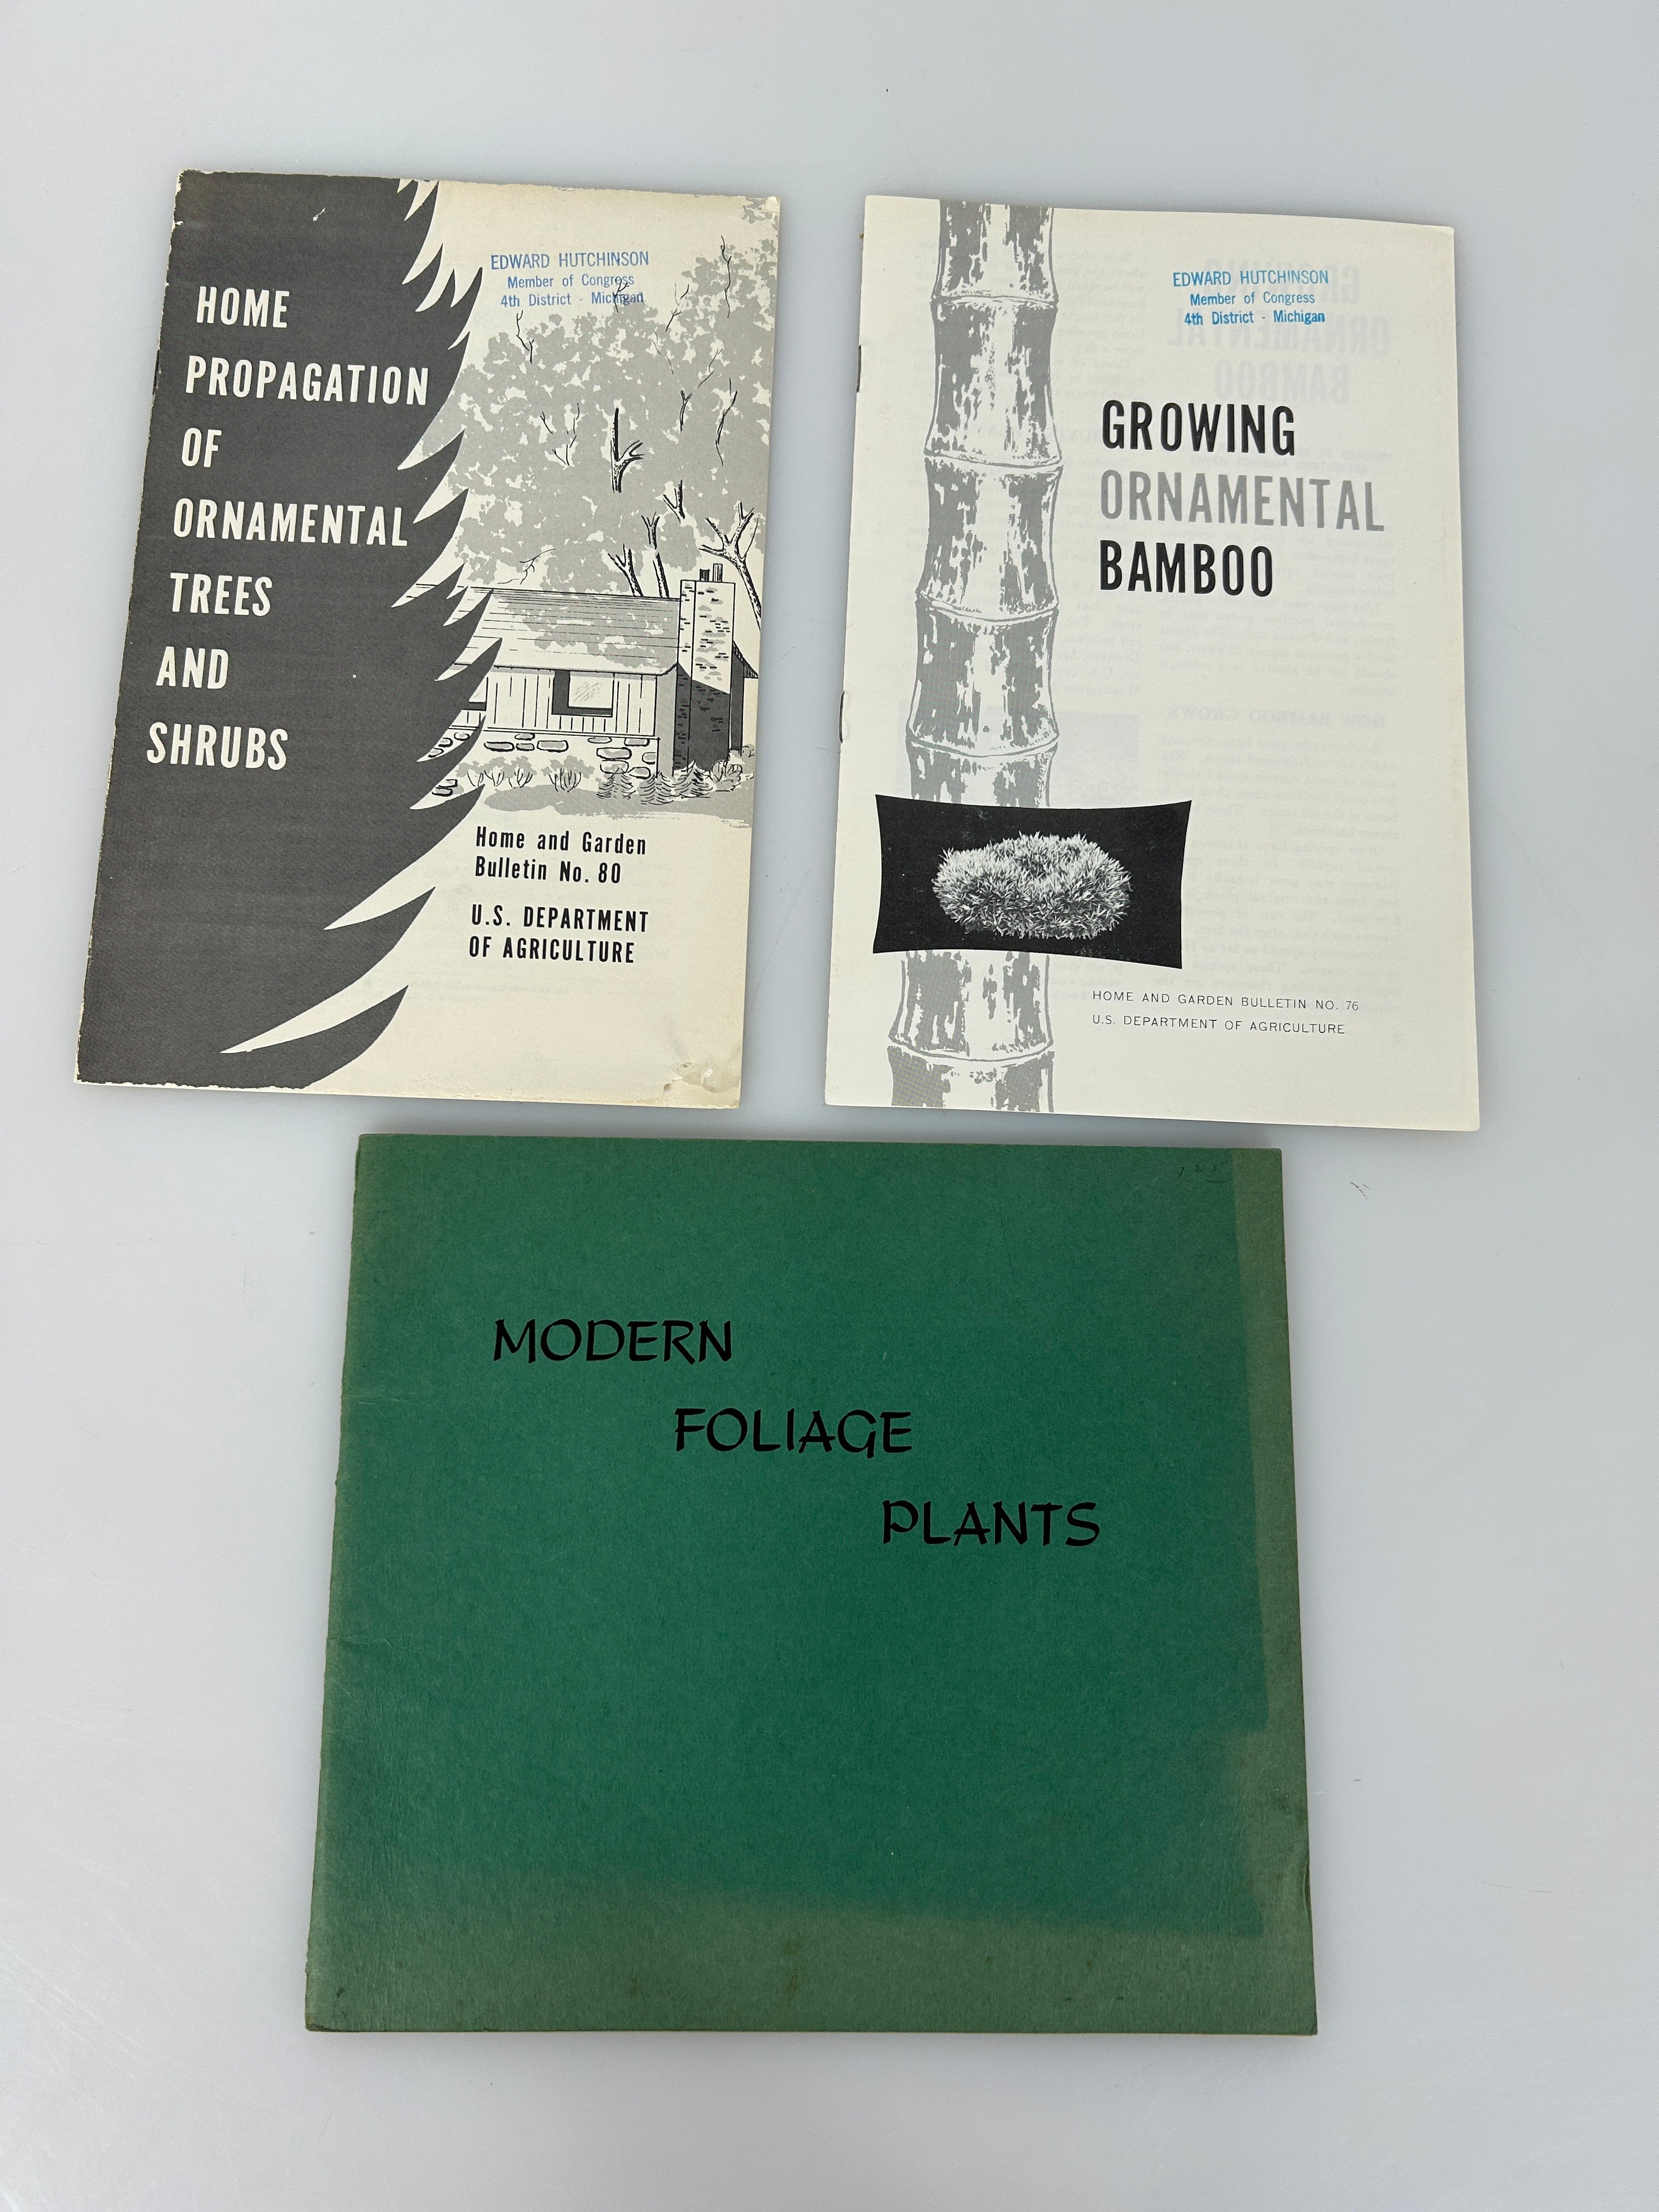 HOME
PROPAGATION
OF
ORNAMENTAL
TREES
AND
SHRUBS
EDWARD HUTCHINSON
Member of Congress
4th District - Michigan
Home and Garden
Bulletin No. 80
U.S. DEPARTMENT
OF AGRICULTURE
EDWARD HUTCHINSON
Member of Congress
4th District - Michigan
GROWING
ORNAMENTAL
BAMBOO
HOME AND GARDEN BULLETIN NO. 76
U.S. DEPARTMENT OF AGRICULTURE
MODERN
FOLIAGE
PLANTS